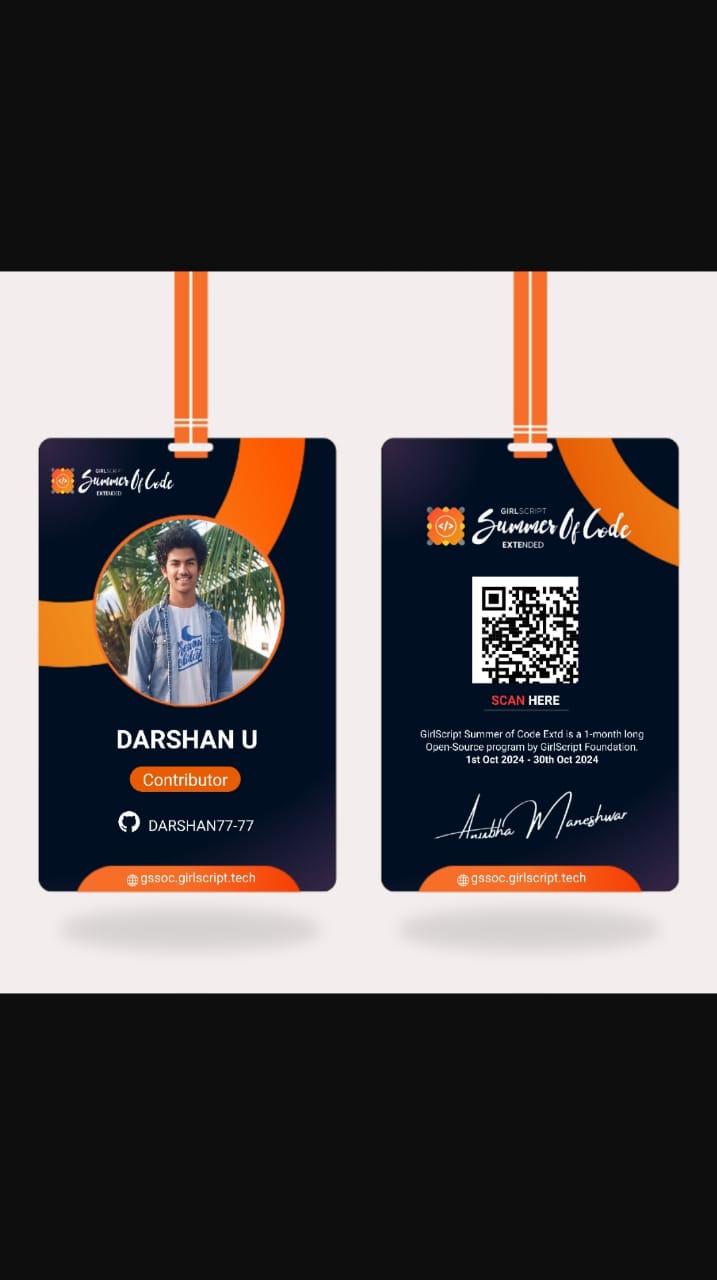 GIRLSCRIPT
Summer Of Code
EXTENDED
DARSHAN U
Contributor
DARSHAN77-77
gssoc.girlscript.tech
GIRLSCRIPT
Summer Of Code
EXTENDED
SCAN HERE
GirlScript Summer of Code Extd is a 1-month long
Open-Source program by GirlScript Foundation.
1st Oct 2024 - 30th Oct 2024
Anubha Maneshwar
gssoc.girlscript.tech